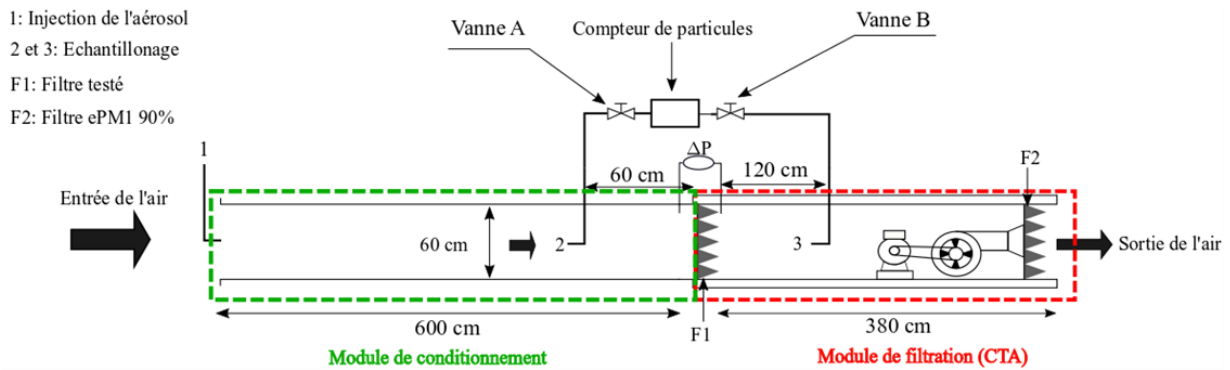 1: Injection de l'aérosol
2 et 3: Echantillonage
F1: Filtre testé
F2: Filtre ePM1 90%
Vanne A
Compteur de particules
Vanne B
1
ΔP
F2
60 cm
120 cm
Entrée de l'air
60 cm
2
3
Sortie de l'air
600 cm
F1
380 cm
Module de conditionnement
Module de filtration (CTA)